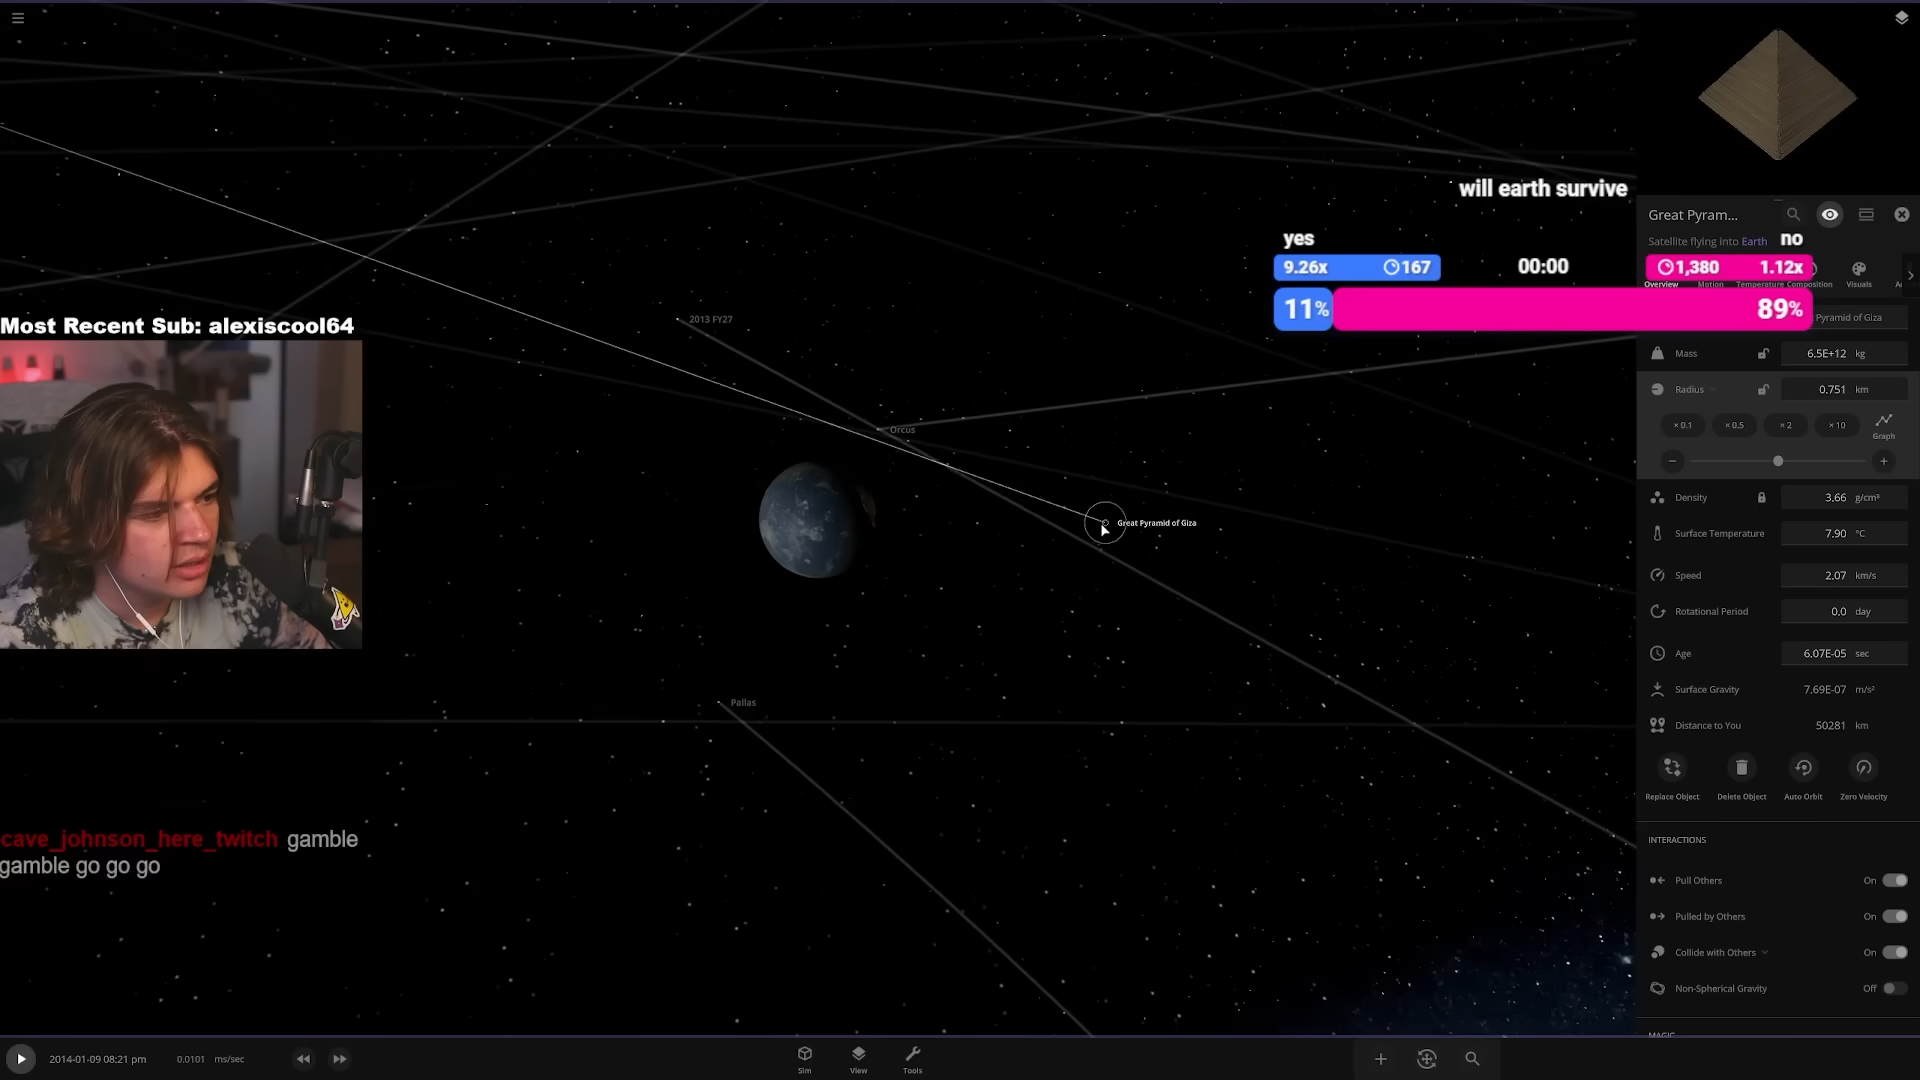 will earth survive
yes
no
9.26x 167
00:00
1,380 1.12x
11%
89%
Great Pyram...
Satellite flying into Earth
Overview Motion Temperature Composition Visuals
Pyramid of Giza
Mass 6.5E+12 kg
Radius 0.751 km
× 0.1 × 0.5 × 2 × 10 Graph
Density 3.66 g/cm³
Surface Temperature 7.90 °C
Speed 2.07 km/s
Rotational Period 0.0 day
Age 6.07E-05 sec
Surface Gravity 7.69E-07 m/s²
Distance to You 50281 km
Replace Object Delete Object Auto Orbit Zero Velocity
INTERACTIONS
Pull Others On
Pulled by Others On
Collide with Others On
Non-Spherical Gravity Off
MAGIC
Most Recent Sub: alexiscool64
2013 FY27
Orcus
Great Pyramid of Giza
Pallas
cave_johnson_here_twitch gamble
gamble go go go
2014-01-09 08:21 pm 0.0101 ms/sec
Sim View Tools